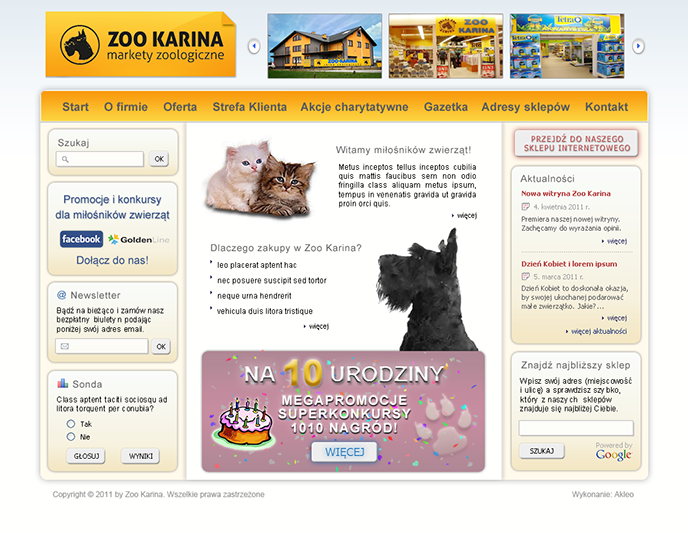 ZOO KARINA
markety zoologiczne
ZOO KARINA
ZOO
KARINA
TetraO
TetraO
Start O firmie Oferta Strefa Klienta Akcje charytatywne Gazetka Adresy sklepów Kontakt
Szukaj
OK
Promocje i konkursy
dla miłośników zwierząt
facebook GoldenLine
Dołącz do nas!
@ Newsletter
Bądź na bieżąco i zamów nasz
bezpłatny biuletyn podając
poniżej swój adres email.
OK
Sonda
Class aptent taciti sociosqu ad
litora torquent per conubia?
Tak
Nie
GŁOSUJ WYNIKI
Witamy miłośników zwierząt!
Metus inceptos tellus inceptos cubilia
quis mattis faucibus sem non odio
fringilla class aliquam metus ipsum,
tempus in venenatis gravida ut gravida
proin orci quis.
więcej
Dlaczego zakupy w Zoo Karina?
leo placerat aptent hac
nec posuere suscipit sed tortor
neque urna hendrerit
vehicula duis litora tristique
więcej
NA 10 URODZINY
MEGAPROMOCJE
SUPERKONKURSY
1010 NAGRÓD!
WIĘCEJ
PRZEJDŹ DO NASZEGO
SKLEPU INTERNETOWEGO
Aktualności
Nowa witryna Zoo Karina
4. kwietnia 2011 r.
Premiera naszej nowej witryny.
Zachęcamy do wyrażania opinii.
więcej
Dzień Kobiet i lorem ipsum
5. marca 2011 r.
Dzień Kobiet to doskonała okazja,
by swojej ukochanej podarować
małe zwierzątko. Jakie?...
więcej
więcej aktualności
Znajdź najbliższy sklep
Wpisz swój adres (miejscowość
i ulicę) a sprawdzisz szybko,
który z naszych sklepów
znajduje się najbliżej Ciebie.
SZUKAJ
Powered by
Google
Copyright © 2011 by Zoo Karina. Wszelkie prawa zastrzeżone Wykonanie: Akleo